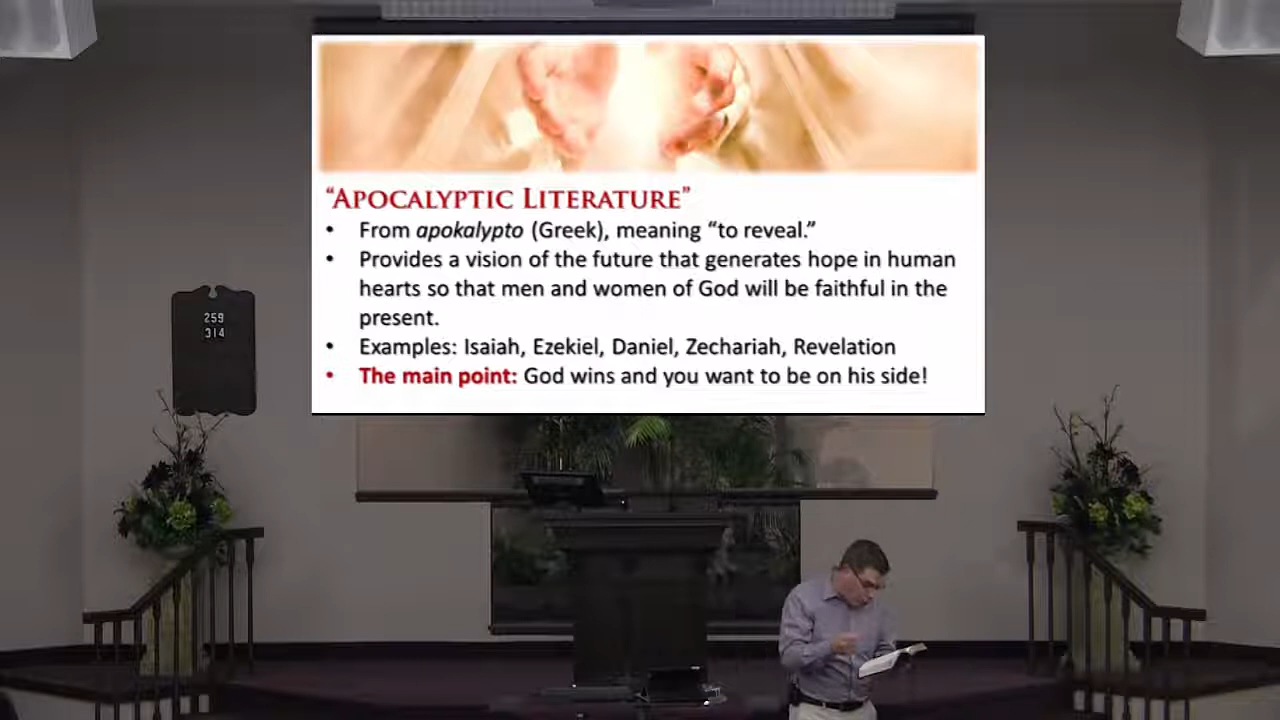 “APOCALYPTIC LITERATURE”
• From apokalypto (Greek), meaning “to reveal.”
• Provides a vision of the future that generates hope in human
hearts so that men and women of God will be faithful in the
present.
• Examples: Isaiah, Ezekiel, Daniel, Zechariah, Revelation
• The main point: God wins and you want to be on his side!
259
314